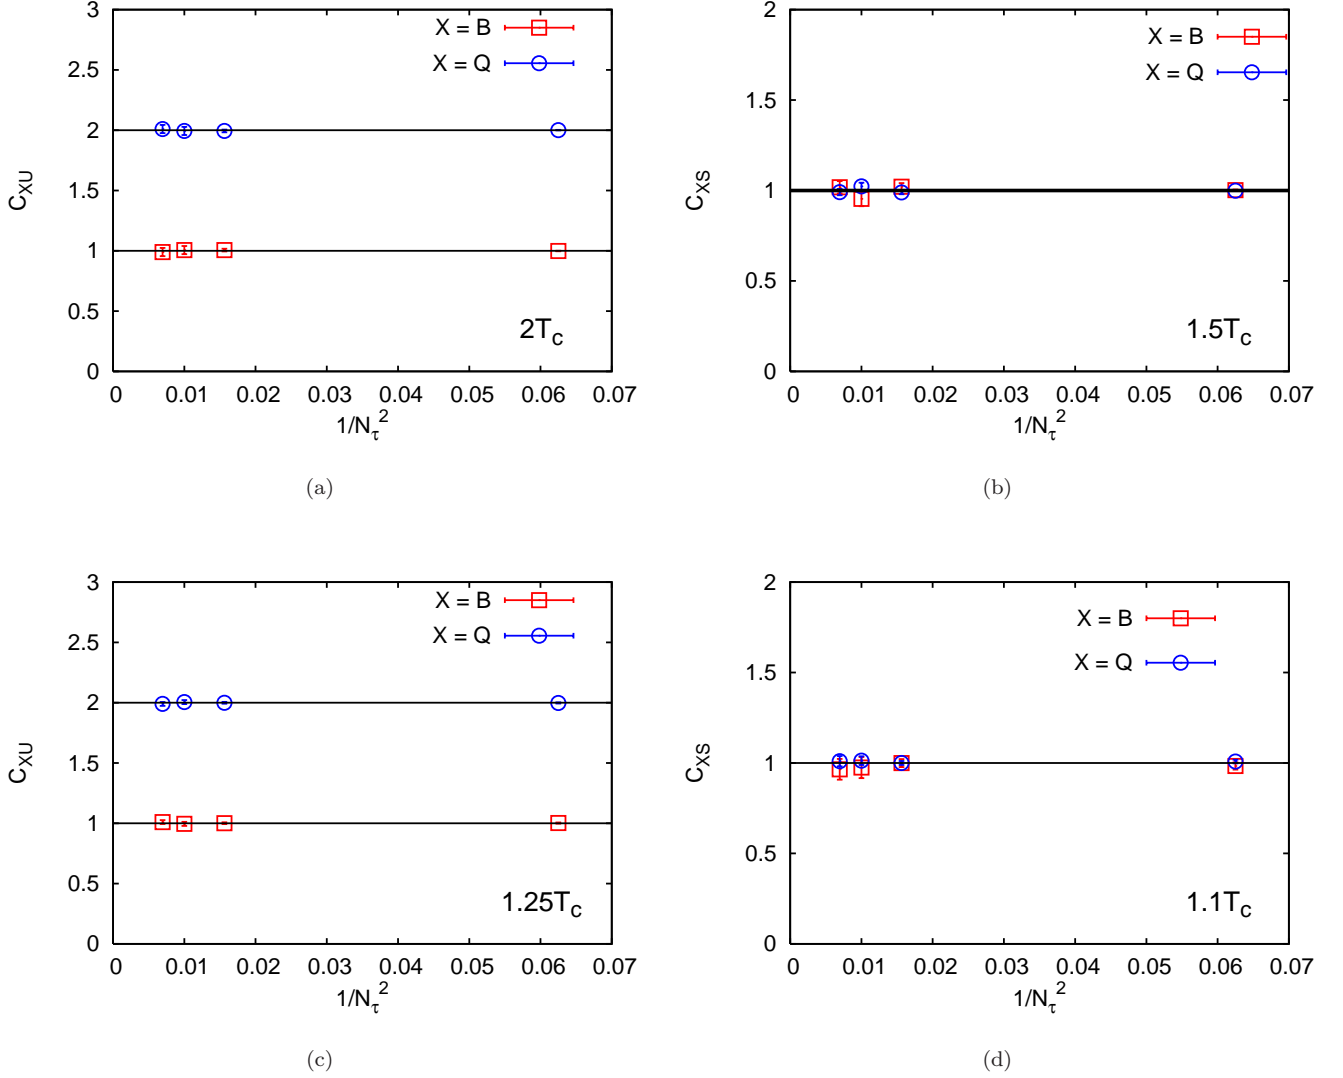 3
2.5
2
1.5
1
0.5
0
C_XU
X = B
X = Q
2T_c
0 0.01 0.02 0.03 0.04 0.05 0.06 0.07
1/N_τ^2
(a)
2
1.5
1
0.5
0
C_XS
X = B
X = Q
1.5T_c
0 0.01 0.02 0.03 0.04 0.05 0.06 0.07
1/N_τ^2
(b)
3
2.5
2
1.5
1
0.5
0
C_XU
X = B
X = Q
1.25T_c
0 0.01 0.02 0.03 0.04 0.05 0.06 0.07
1/N_τ^2
(c)
2
1.5
1
0.5
0
C_XS
X = B
X = Q
1.1T_c
0 0.01 0.02 0.03 0.04 0.05 0.06 0.07
1/N_τ^2
(d)